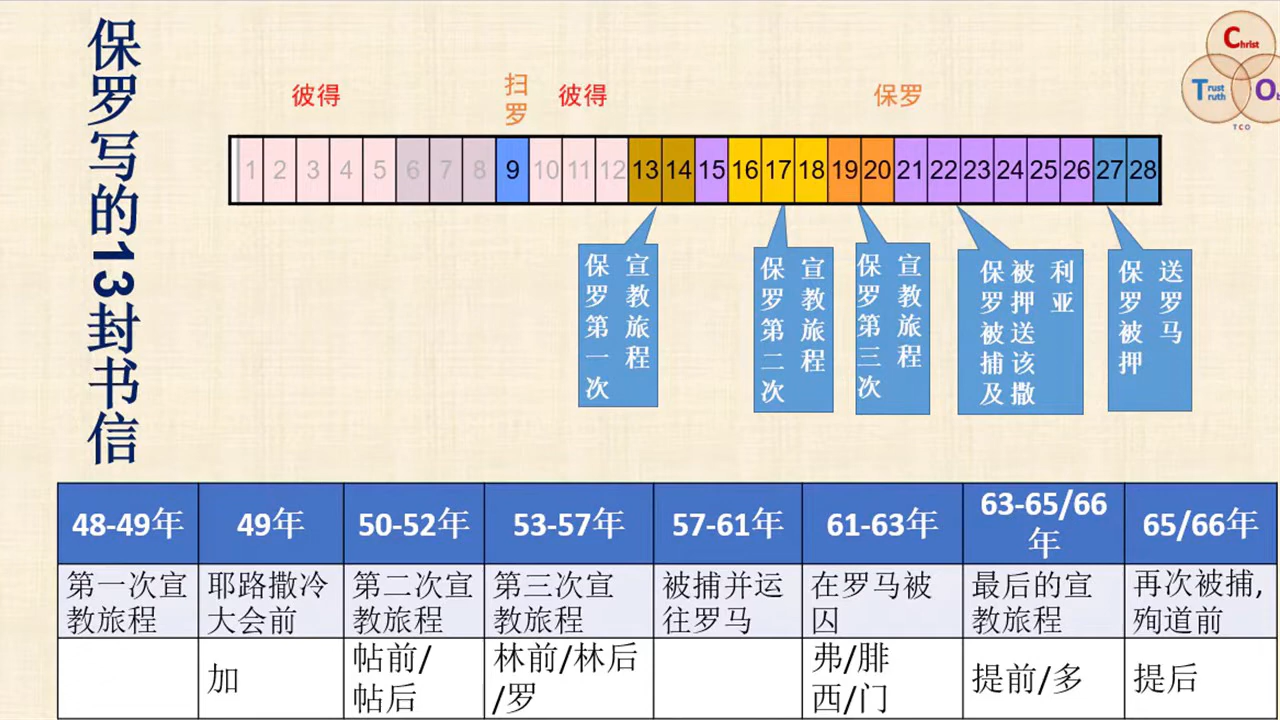 保罗写的13封书信
彼得
扫罗
彼得
保罗
Christ
Trust
Truth
O
TCO
1 2 3 4 5 6 7 8 9 10 11 12 13 14 15 16 17 18 19 20 21 22 23 24 25 26 27 28
保罗第一次
宣教旅程
保罗第二次
宣教旅程
保罗第三次
宣教旅程
保罗被捕及
被押送该撒
利亚
保罗被押
送罗马
48-49年 49年 50-52年 53-57年 57-61年 61-63年 63-65/66年 65/66年
第一次宣教旅程 耶路撒冷大会前 第二次宣教旅程 第三次宣教旅程 被捕并运往罗马 在罗马被囚 最后的宣教旅程 再次被捕,殉道前
加 帖前/帖后 林前/林后/罗 弗/腓西/门 提前/多 提后